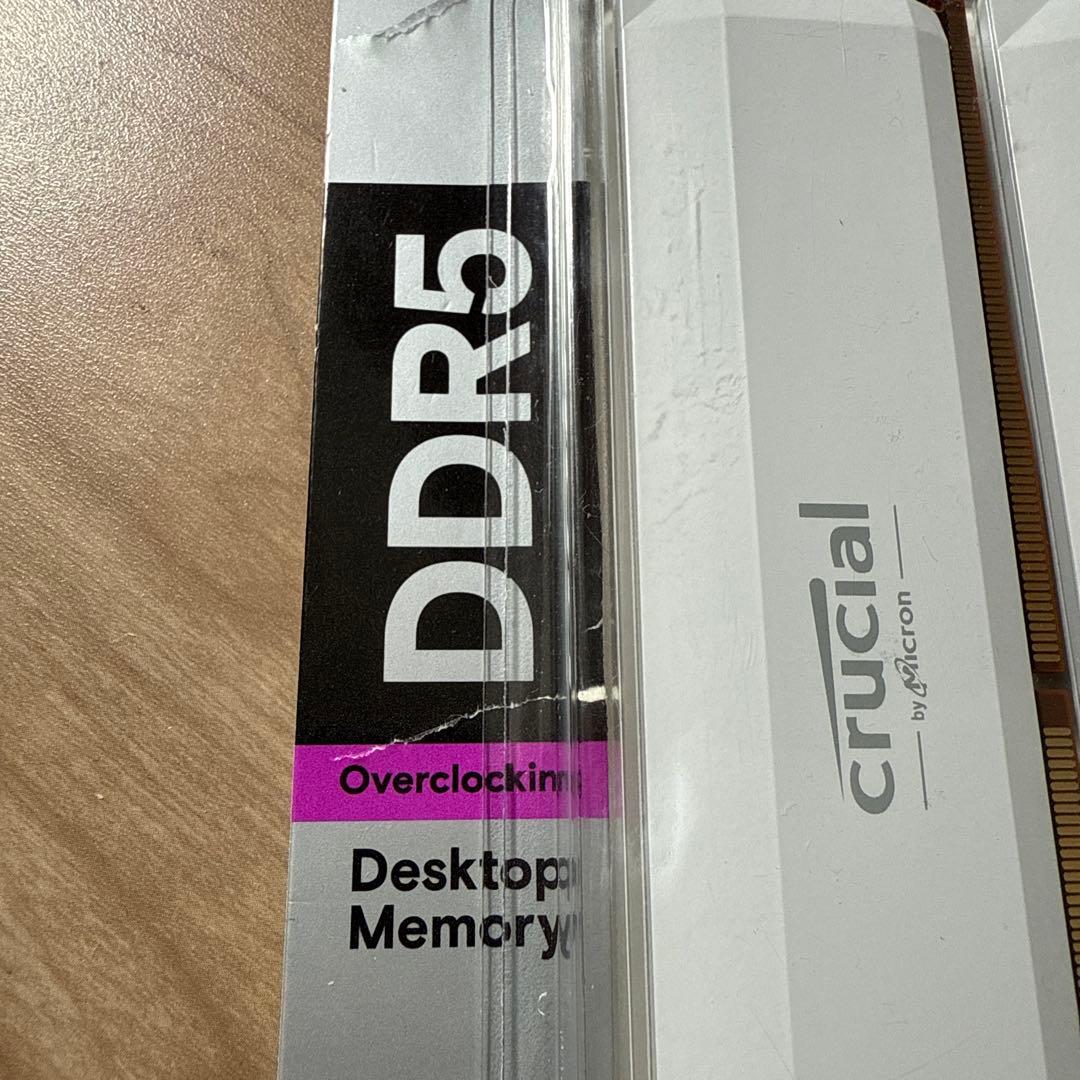 DDR5
Overclocking
Desktop
Memory
crucial
by Micron